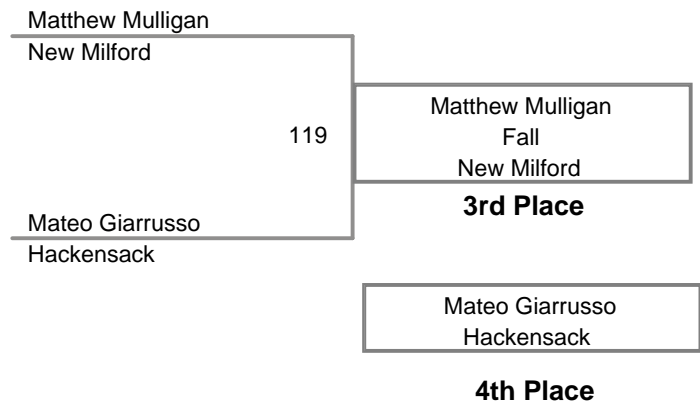 Matthew Mulligan
New Milford
119
Matthew Mulligan
Fall
New Milford
3rd Place
Mateo Giarrusso
Hackensack
Mateo Giarrusso
Hackensack
4th Place